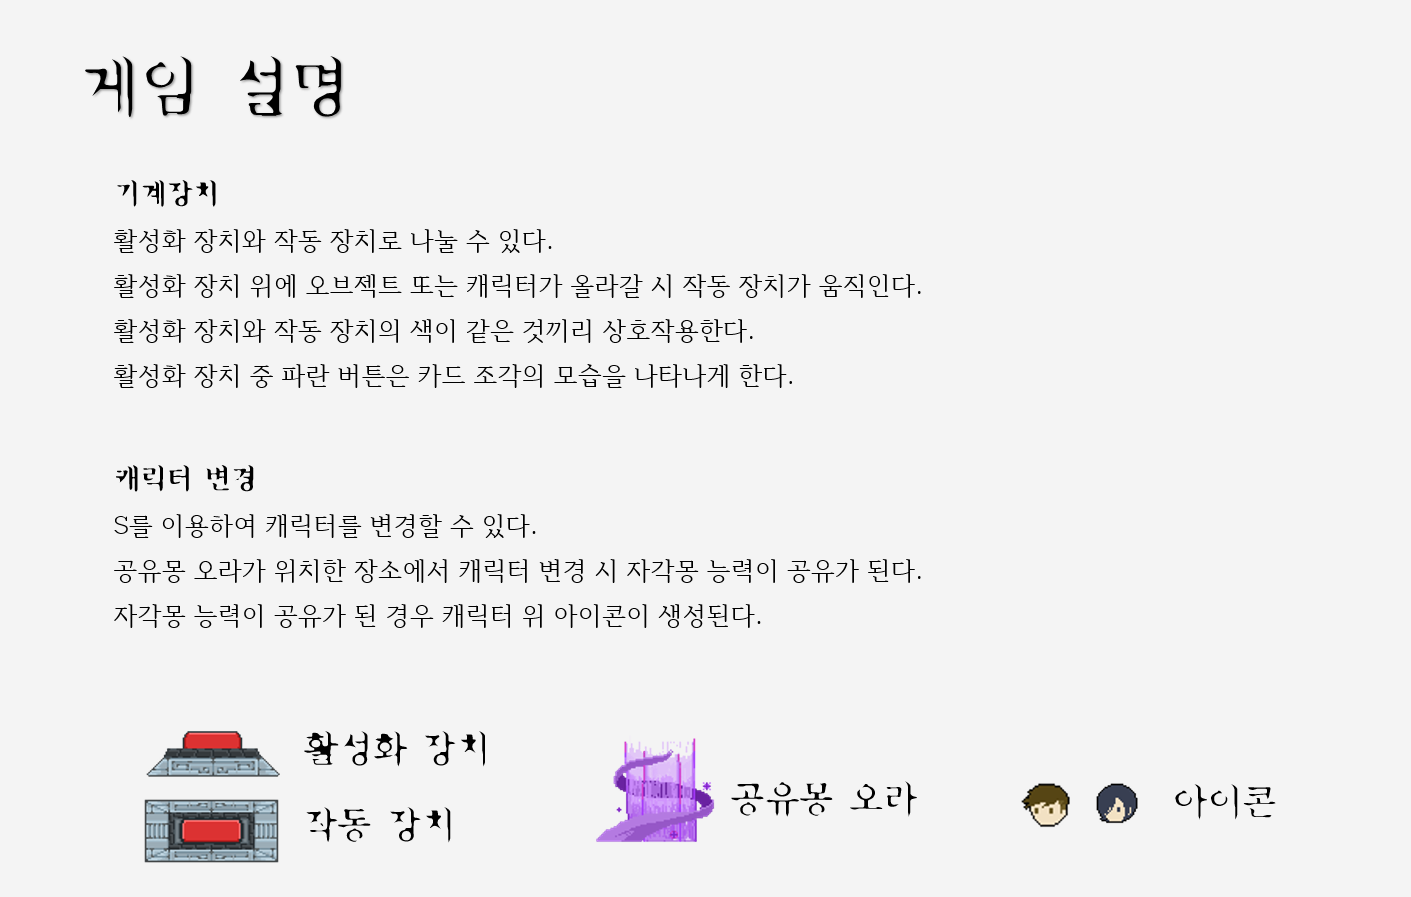 게임 설명
기계장치
활성화 장치와 작동 장치로 나눌 수 있다.
활성화 장치 위에 오브젝트 또는 캐릭터가 올라갈 시 작동 장치가 움직인다.
활성화 장치와 작동 장치의 색이 같은 것끼리 상호작용한다.
활성화 장치 중 파란 버튼은 카드 조각의 모습을 나타나게 한다.
캐릭터 변경
S를 이용하여 캐릭터를 변경할 수 있다.
공유몽 오라가 위치한 장소에서 캐릭터 변경 시 자각몽 능력이 공유가 된다.
자각몽 능력이 공유가 된 경우 캐릭터 위 아이콘이 생성된다.
활성화 장치
작동 장치
공유몽 오라
아이콘